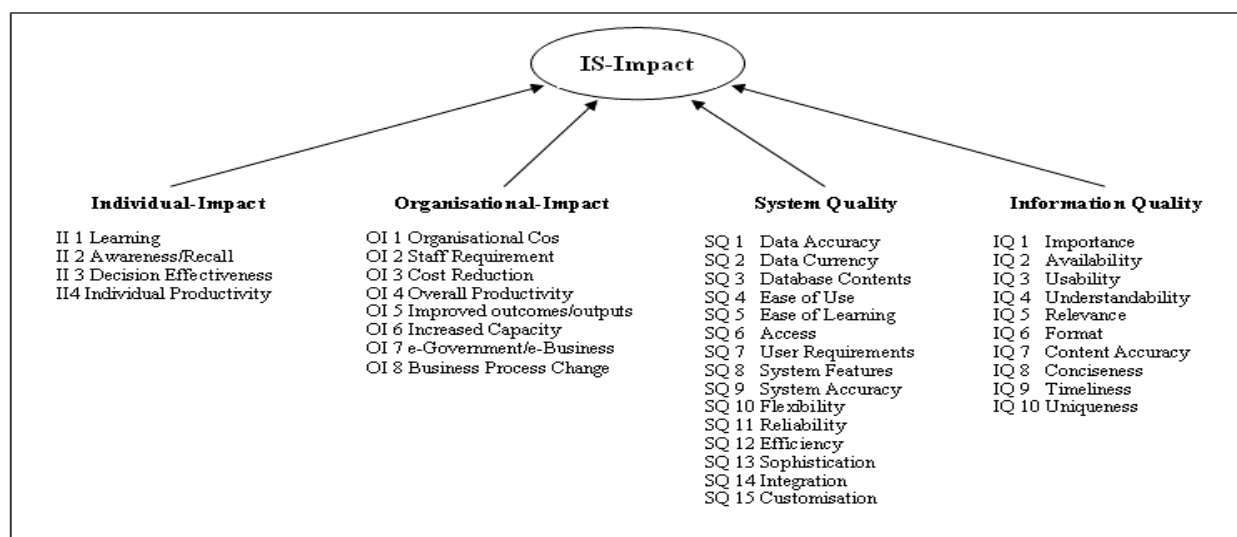 IS-Impact
Individual-Impact
II 1 Learning
II 2 Awareness/Recall
II 3 Decision Effectiveness
II4 Individual Productivity
Organisational-Impact
OI 1 Organisational Cos
OI 2 Staff Requirement
OI 3 Cost Reduction
OI 4 Overall Productivity
OI 5 Improved outcomes/outputs
OI 6 Increased Capacity
OI 7 e-Government/e-Business
OI 8 Business Process Change
System Quality
SQ 1 Data Accuracy
SQ 2 Data Currency
SQ 3 Database Contents
SQ 4 Ease of Use
SQ 5 Ease of Learning
SQ 6 Access
SQ 7 User Requirements
SQ 8 System Features
SQ 9 System Accuracy
SQ 10 Flexibility
SQ 11 Reliability
SQ 12 Efficiency
SQ 13 Sophistication
SQ 14 Integration
SQ 15 Customisation
Information Quality
IQ 1 Importance
IQ 2 Availability
IQ 3 Usability
IQ 4 Understandability
IQ 5 Relevance
IQ 6 Format
IQ 7 Content Accuracy
IQ 8 Conciseness
IQ 9 Timeliness
IQ 10 Uniqueness